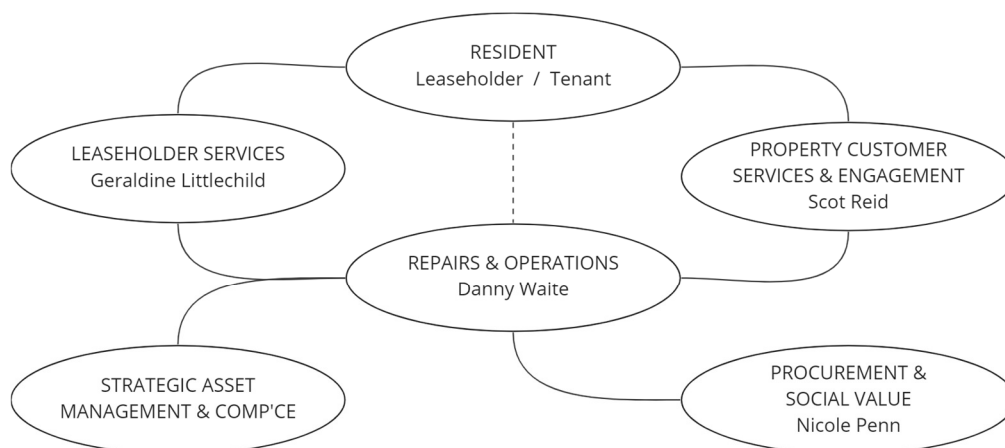 RESIDENT
Leaseholder / Tenant
LEASEHOLDER SERVICES
Geraldine Littlechild
PROPERTY CUSTOMER
SERVICES & ENGAGEMENT
Scot Reid
REPAIRS & OPERATIONS
Danny Waite
STRATEGIC ASSET
MANAGEMENT & COMP'CE
PROCUREMENT &
SOCIAL VALUE
Nicole Penn